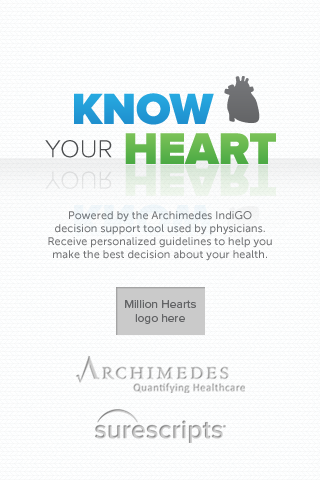 KNOW
YOUR HEART
Powered by the Archimedes IndiGO
decision support tool used by physicians.
Receive personalized guidelines to help you
make the best decision about your health.
Million Hearts
logo here
ARCHIMEDES
Quantifying Healthcare
surescripts